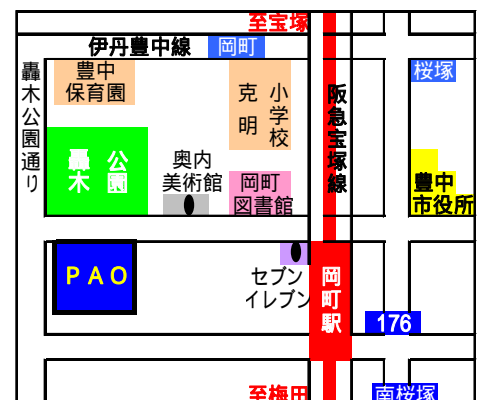 至宝塚
伊丹豊中線
岡町
轟木公園通り
豊中
保育園
克明
小学校
阪急宝塚線
桜塚
轟木
公園
奥内
美術館
岡町
図書館
豊中
市役所
PAO
セブン
イレブン
岡町駅
176
至梅田
南桜塚